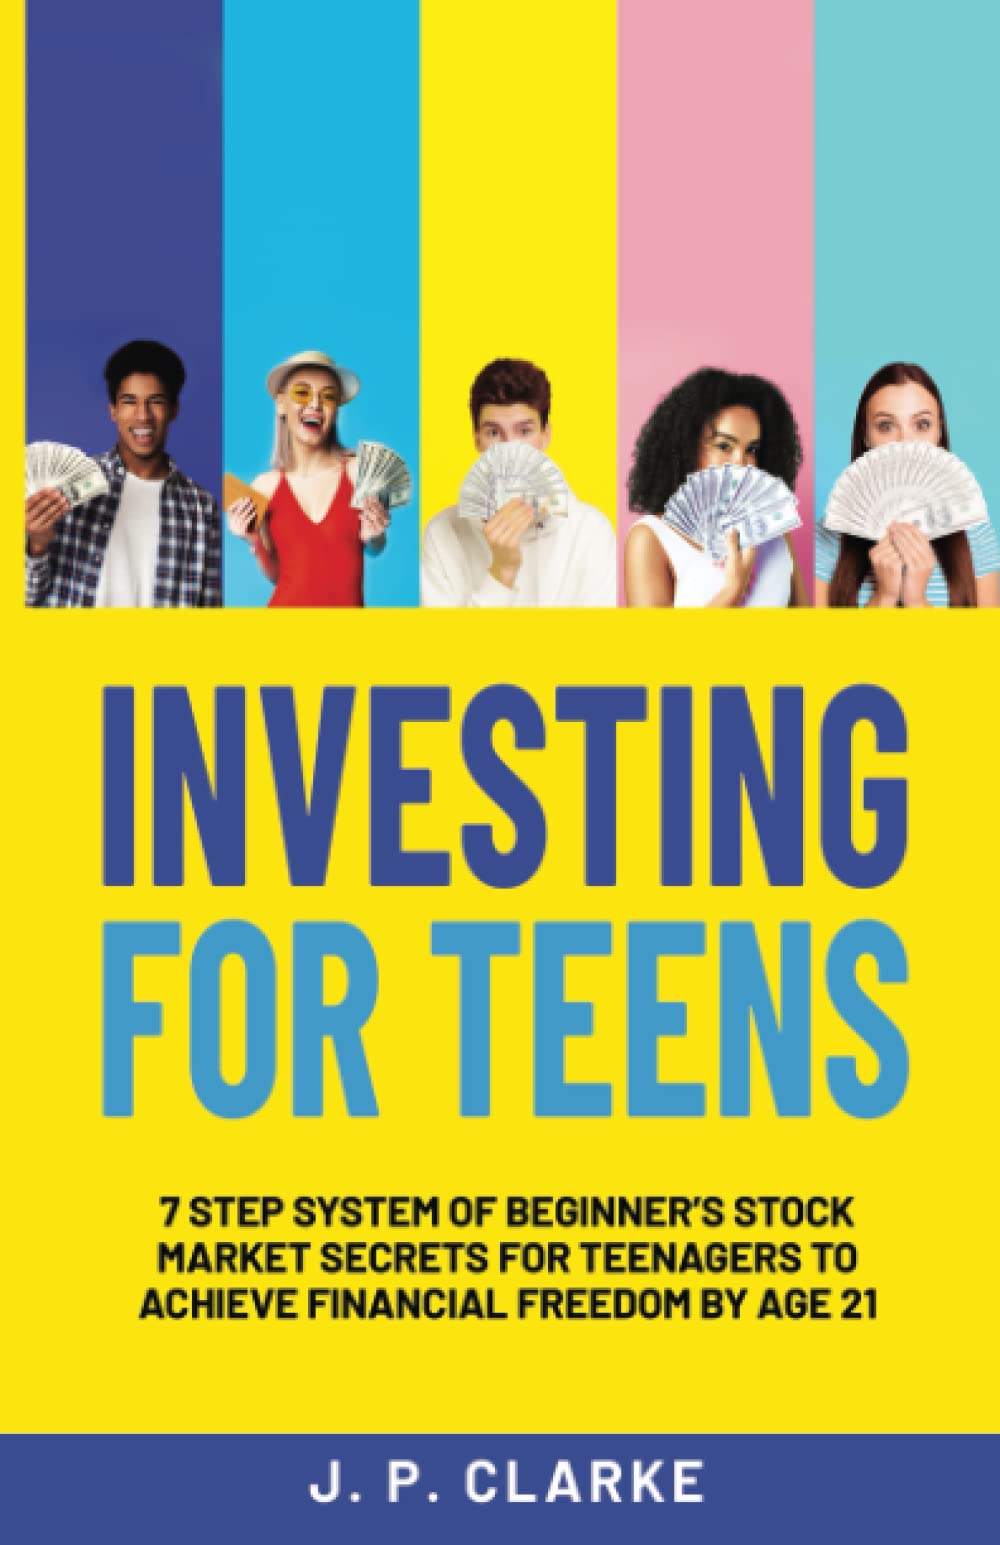 INVESTING
FOR TEENS
7 STEP SYSTEM OF BEGINNER'S STOCK
MARKET SECRETS FOR TEENAGERS TO
ACHIEVE FINANCIAL FREEDOM BY AGE 21
J. P. CLARKE